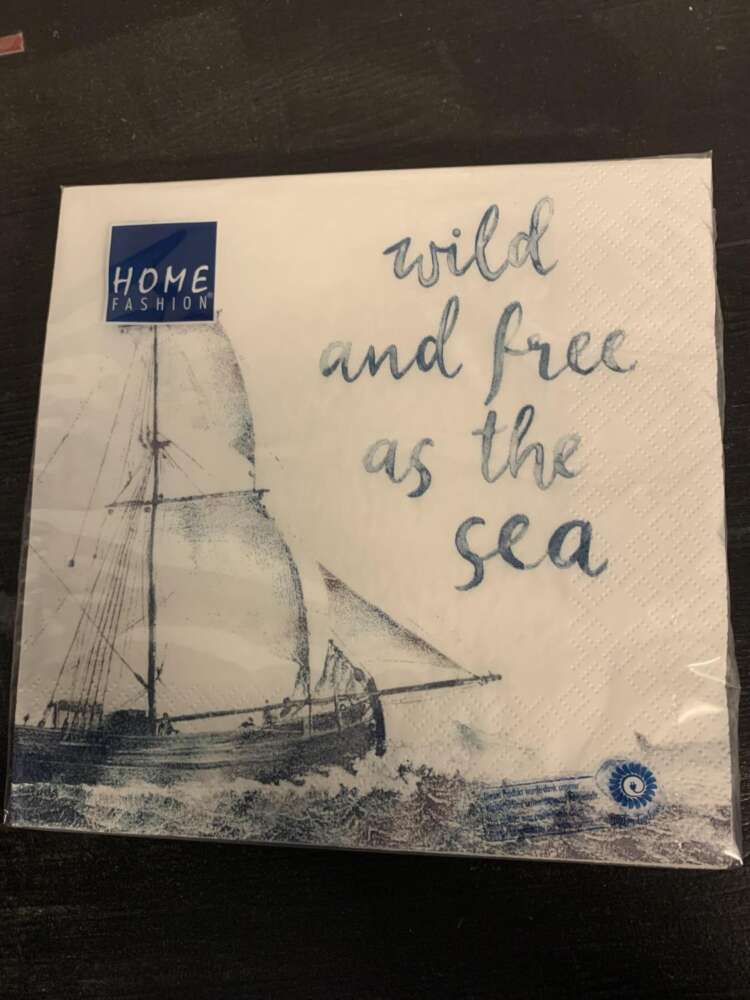 HOME
FASHION®
wild
and free
as the
sea